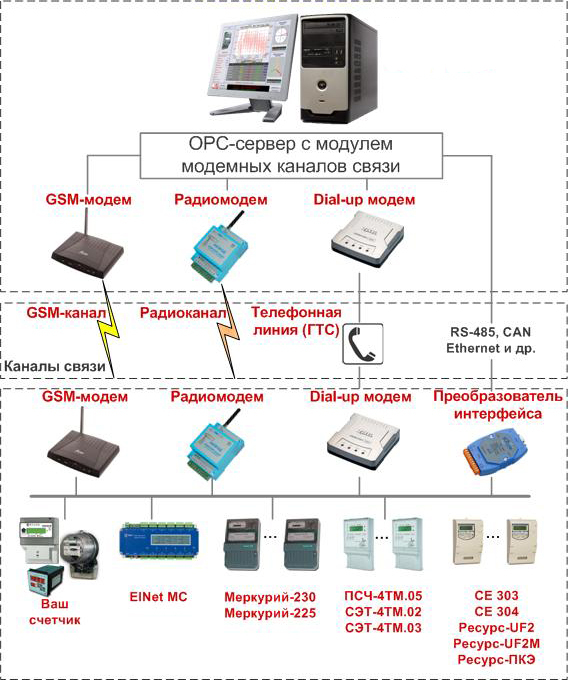 OPC-сервер с модулем
модемных каналов связи
GSM-модем
Радиомодем
Dial-up модем
GSM-канал
Радиоканал
Телефонная
линия (ГТС)
RS-485, CAN
Ethernet и др.
Каналы связи
GSM-модем
Радиомодем
Dial-up модем
Преобразователь
интерфейса
...
...
...
Ваш
счетчик
ElNet MC
Меркурий-230
Меркурий-225
ПСЧ-4ТМ.05
СЭТ-4ТМ.02
СЭТ-4ТМ.03
СЕ 303
СЕ 304
Ресурс-UF2
Ресурс-UF2M
Ресурс-ПКЭ